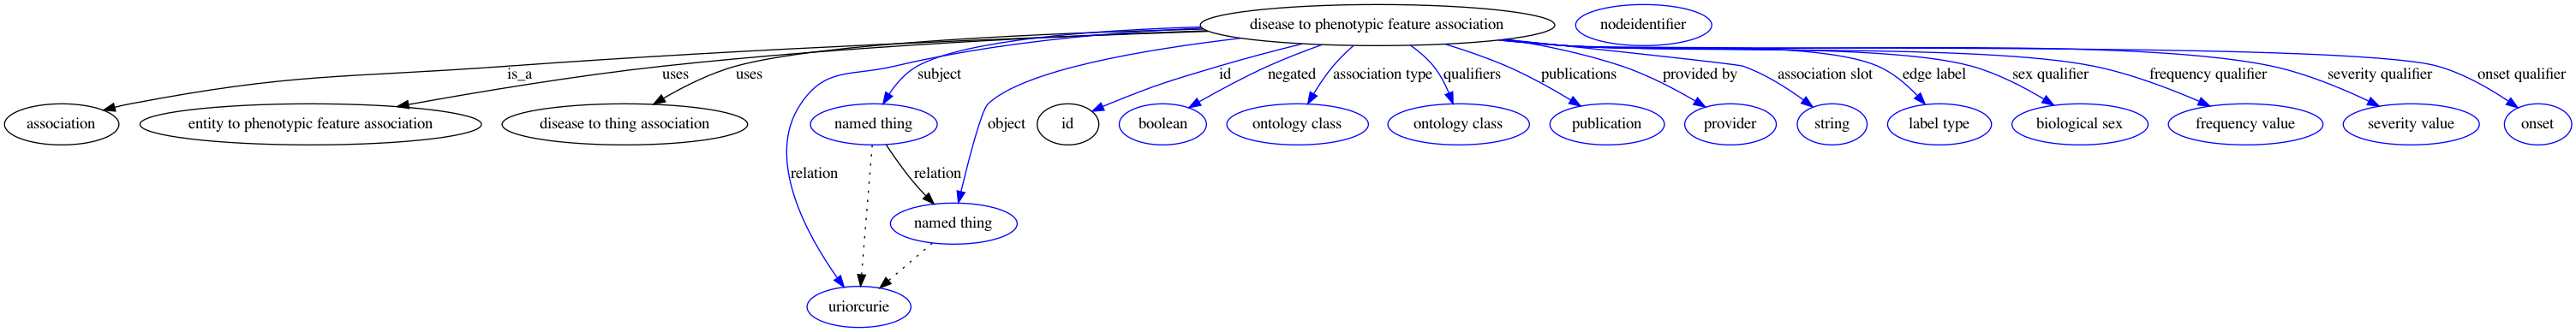 disease to phenotypic feature association
nodeidentifier
is_a
uses
uses
subject
id
negated
association type
qualifiers
publications
provided by
association slot
edge label
sex qualifier
frequency qualifier
severity qualifier
onset qualifier
association
entity to phenotypic feature association
disease to thing association
named thing
object
id
boolean
ontology class
ontology class
publication
provider
string
label type
biological sex
frequency value
severity value
onset
relation
relation
named thing
uriorcurie